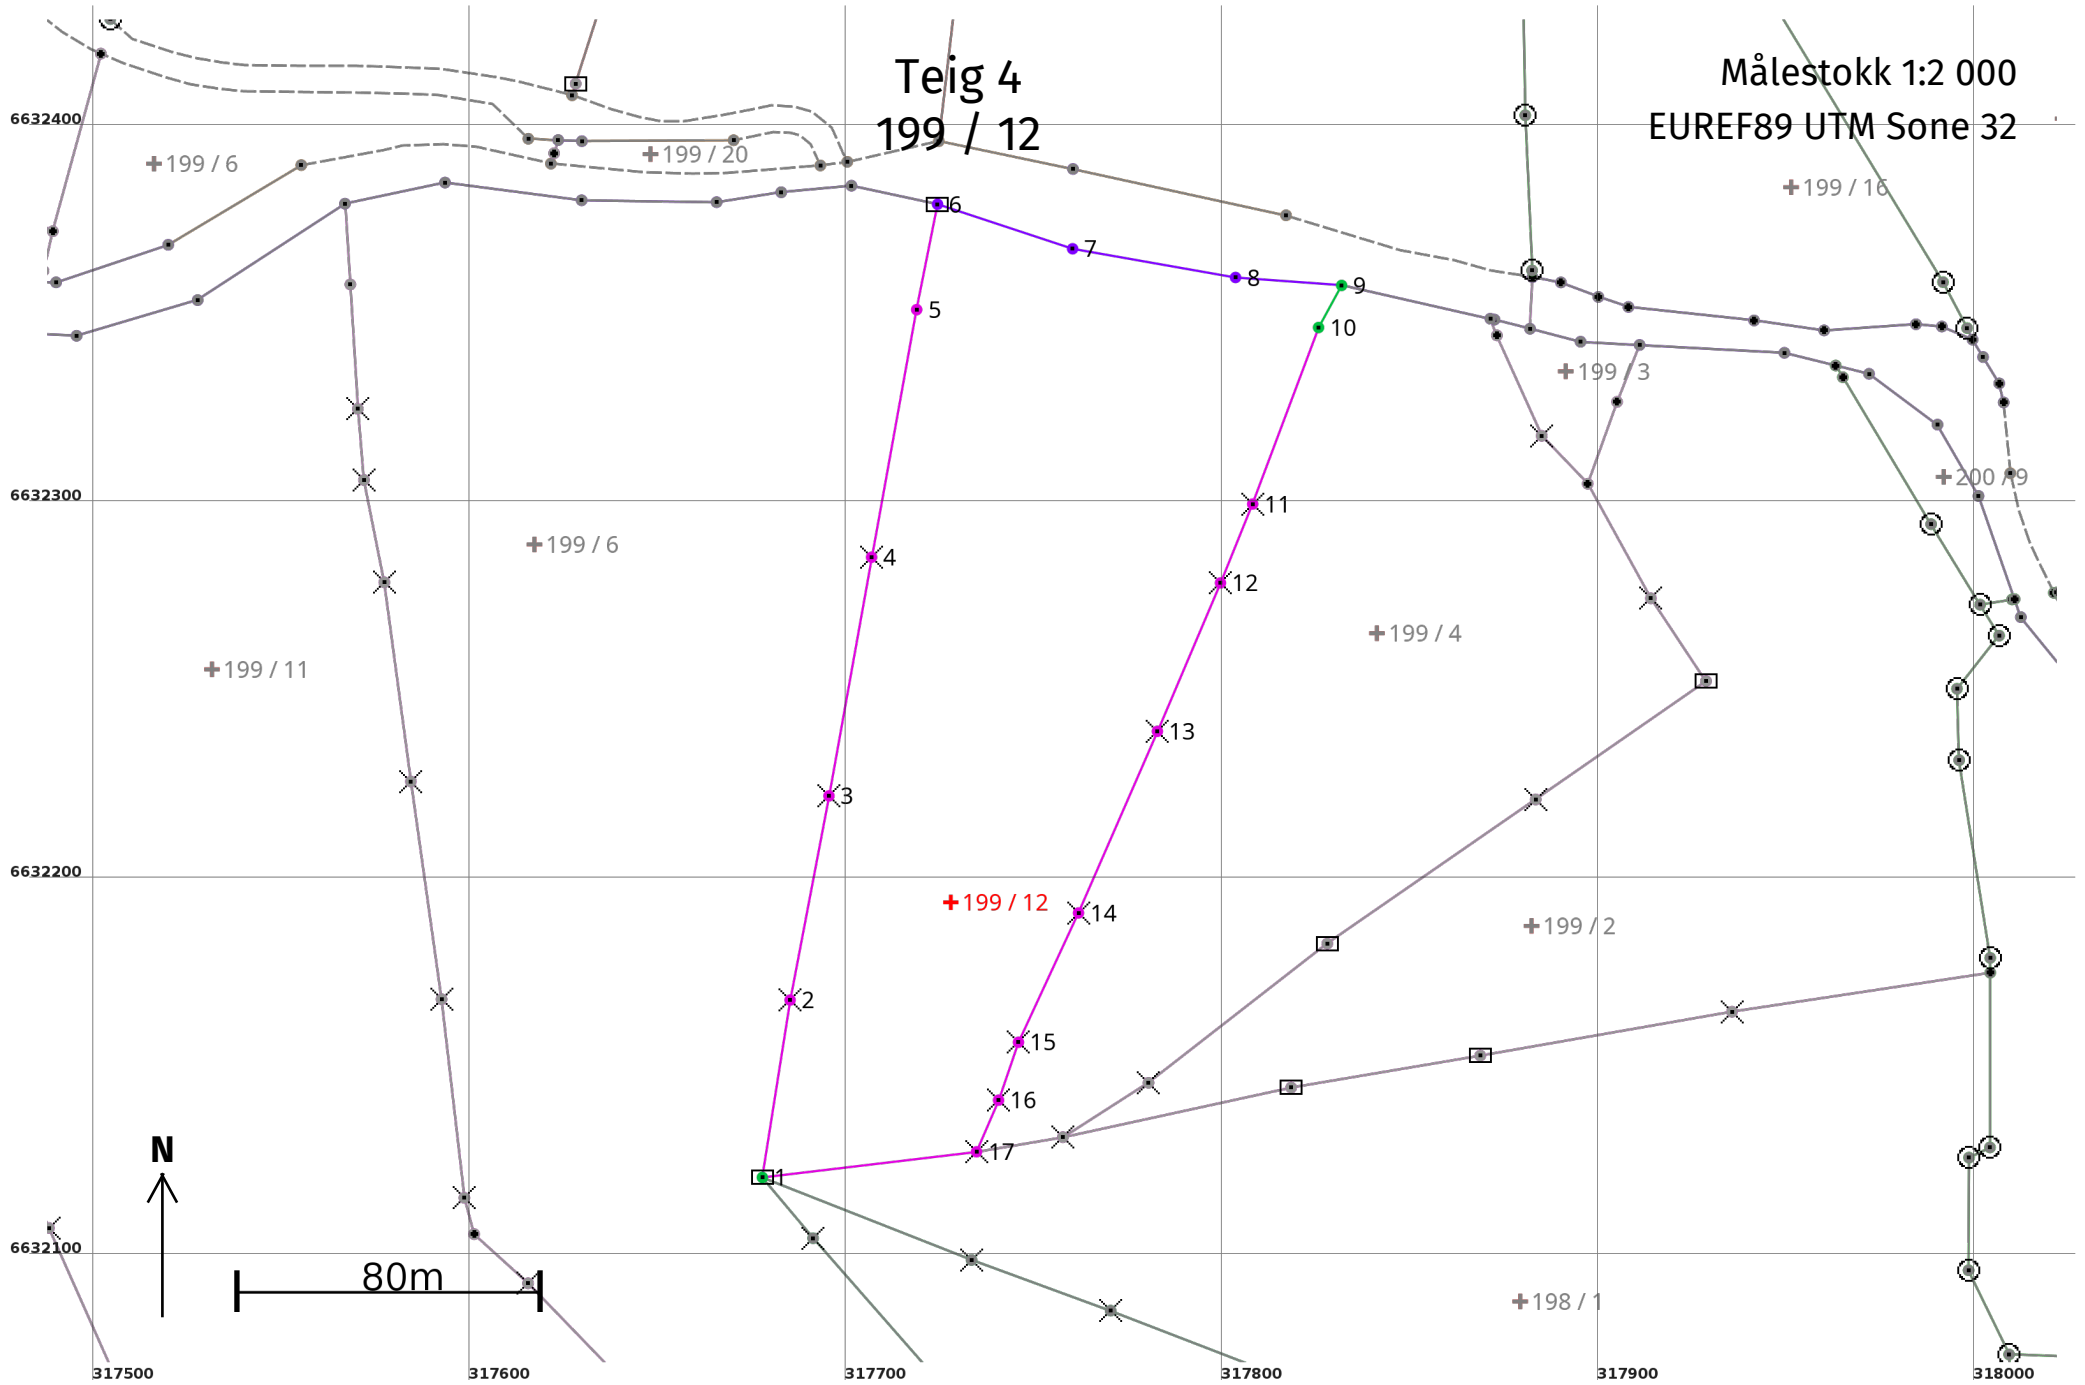 Teig 4
199 / 12
Målestokk 1:2 000
EUREF89 UTM Sone 32
6632400
199 / 6
199 / 20
199 / 16
6
7
8
9
5
10
199 / 3
200 / 9
6632300
11
199 / 6
4
12
199 / 4
199 / 11
13
3
6632200
199 / 12
14
199 / 2
2
15
16
17
N
1
6632100
80m
198 / 1
317500
317600
317700
317800
317900
318000